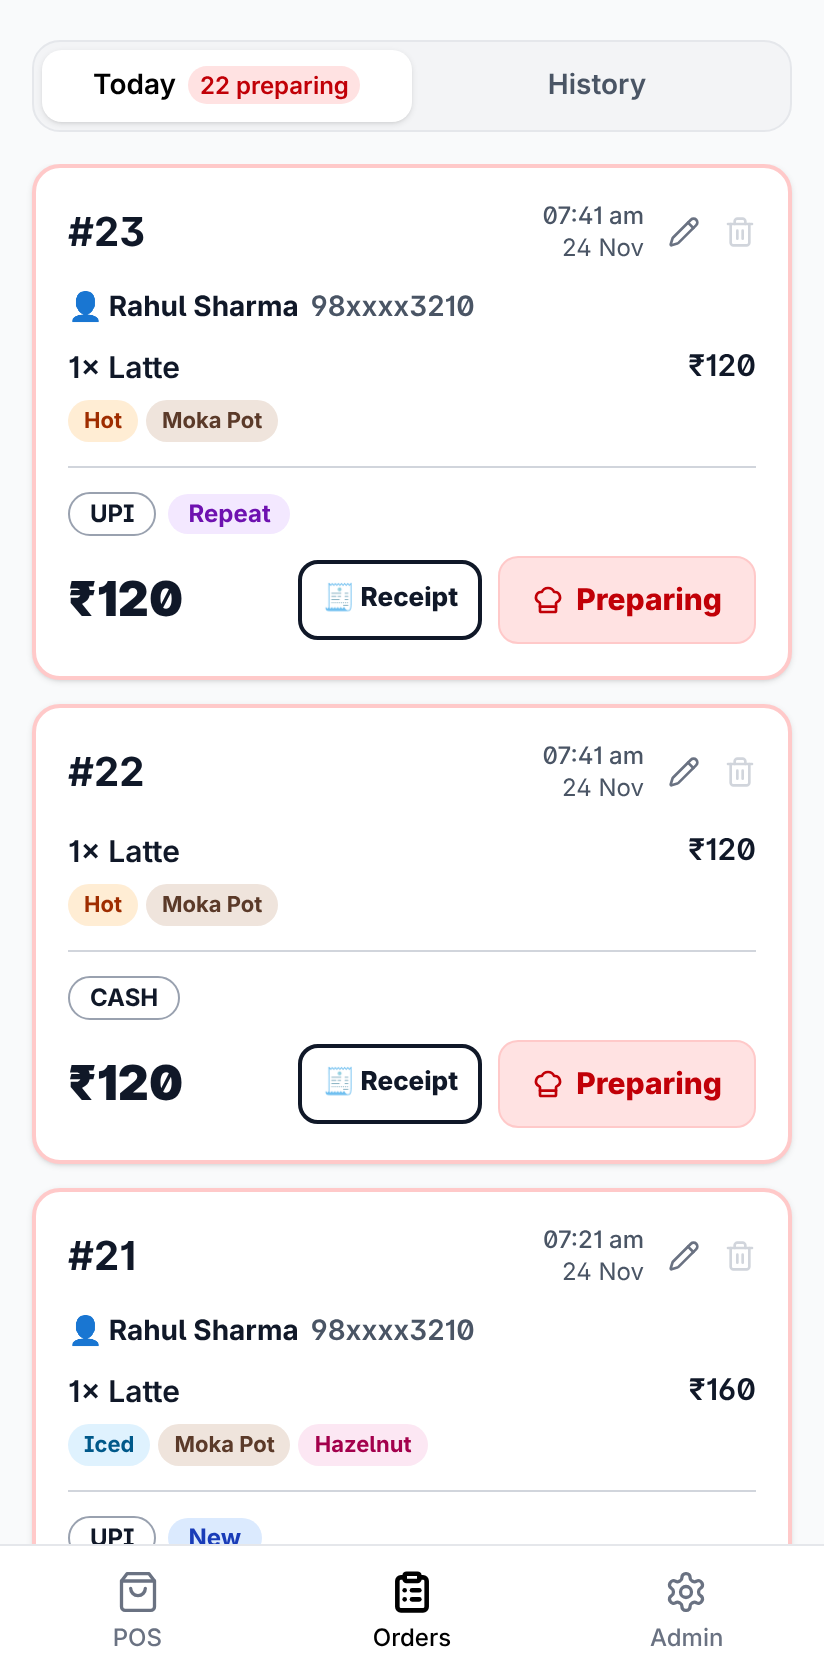 Today 22 preparing History
#23 07:41 am
24 Nov
Rahul Sharma 98xxxx3210
1× Latte ₹120
Hot Moka Pot
UPI Repeat
₹120 Receipt Preparing
#22 07:41 am
24 Nov
1× Latte ₹120
Hot Moka Pot
CASH
₹120 Receipt Preparing
#21 07:21 am
24 Nov
Rahul Sharma 98xxxx3210
1× Latte ₹160
Iced Moka Pot Hazelnut
UPI New
POS Orders Admin